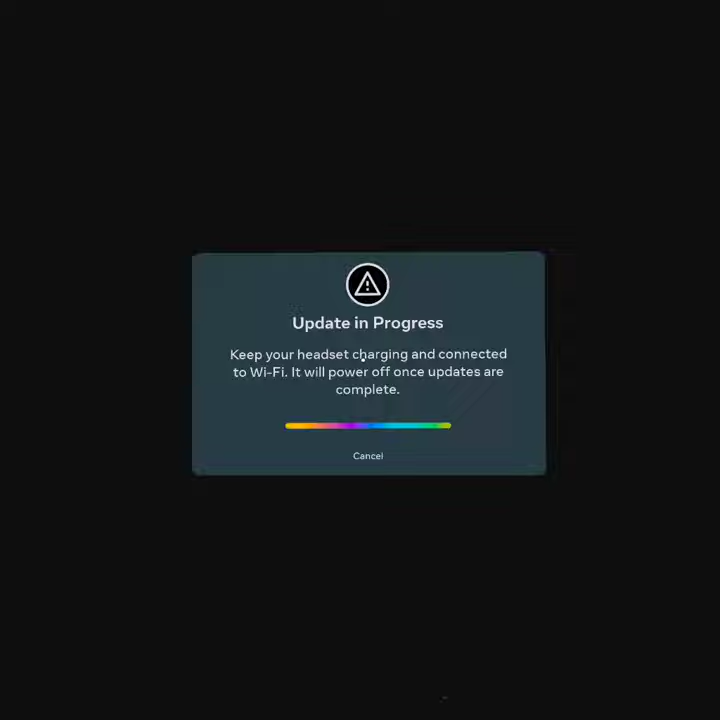 Update in Progress
Keep your headset charging and connected
to Wi-Fi. It will power off once updates are
complete.
Cancel